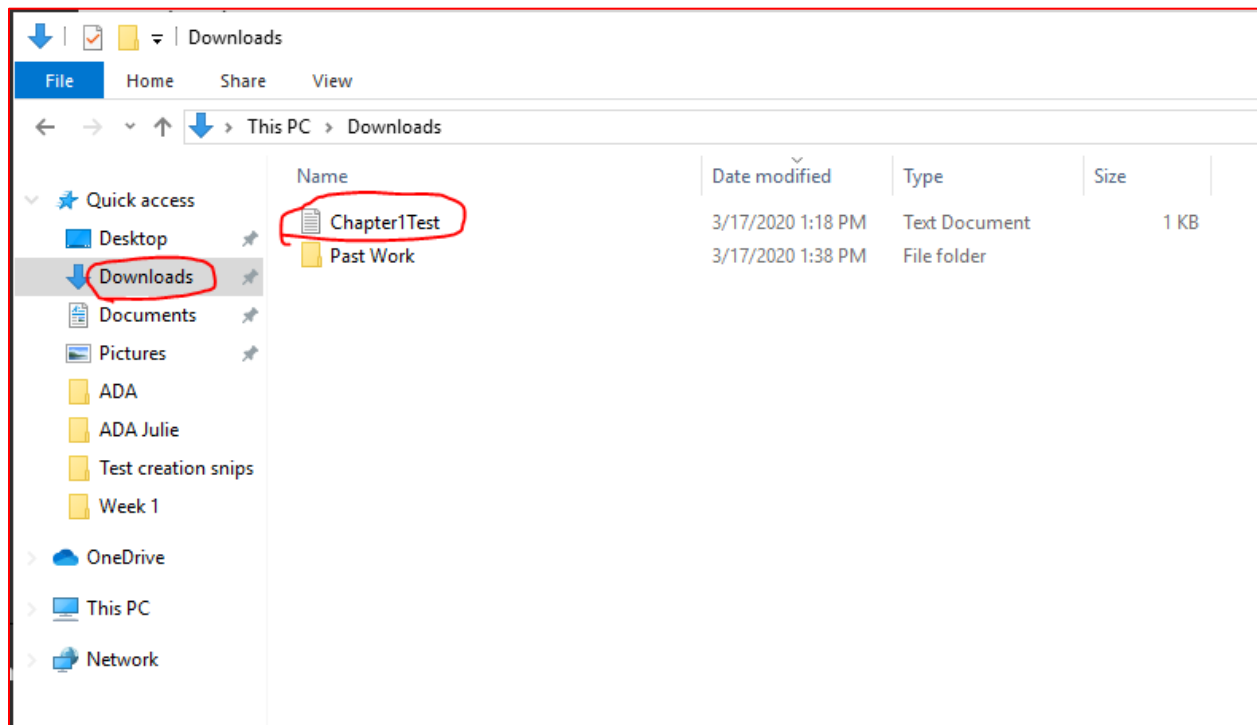 Downloads
File Home Share View
This PC > Downloads
Name Date modified Type Size
Quick access
Chapter1Test 3/17/2020 1:18 PM Text Document 1 KB
Desktop
Past Work 3/17/2020 1:38 PM File folder
Downloads
Documents
Pictures
ADA
ADA Julie
Test creation snips
Week 1
OneDrive
This PC
Network